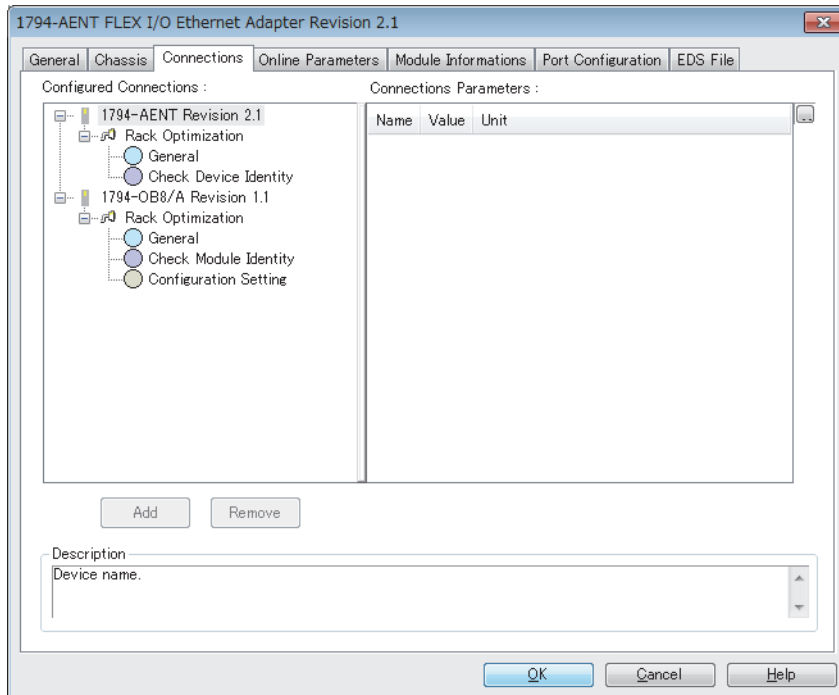 1794-AENT FLEX I/O Ethernet Adapter Revision 2.1
General Chassis Connections Online Parameters Module Informations Port Configuration EDS File
Configured Connections :
1794-AENT Revision 2.1
Rack Optimization
General
Check Device Identity
1794-OB8/A Revision 1.1
Rack Optimization
General
Check Module Identity
Configuration Setting
Connections Parameters :
Name Value Unit
...
Add Remove
Description
Device name.
OK Cancel Help